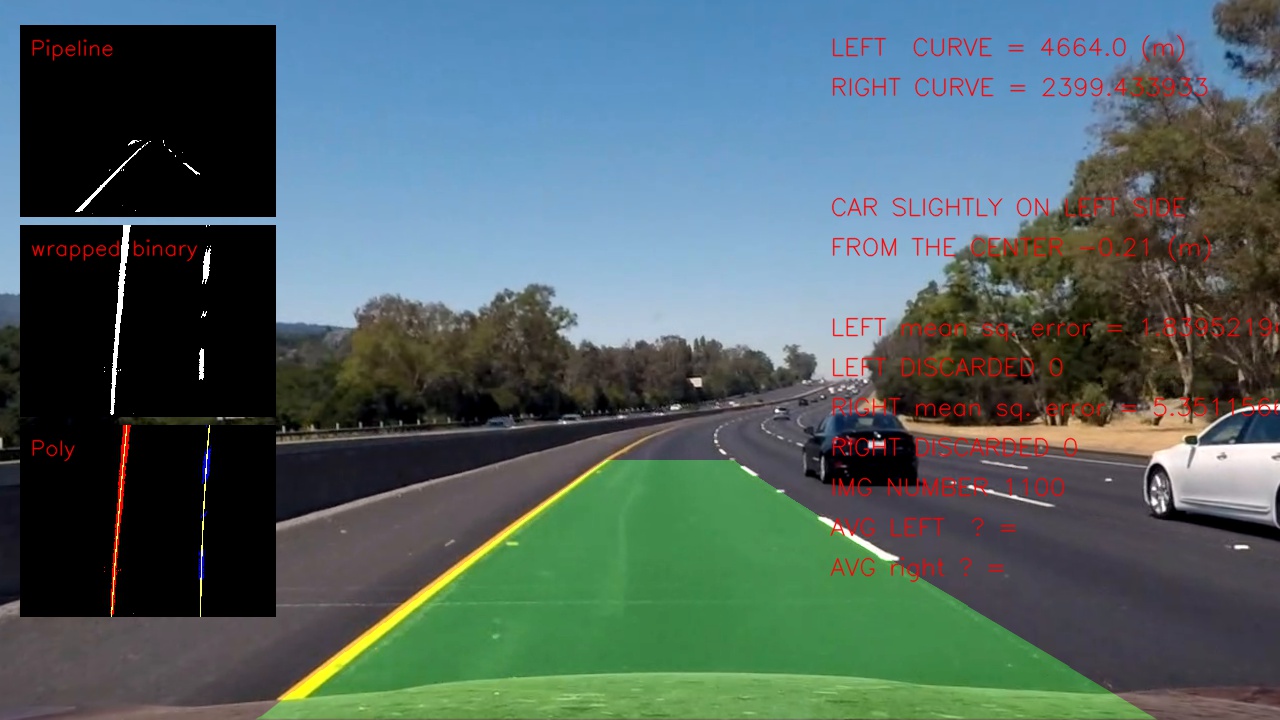 Pipeline
wrapped binary
Poly
LEFT CURVE = 4664.0 (m)
RIGHT CURVE = 2399.433933
CAR SLIGHTLY ON LEFT SIDE
FROM THE CENTER -0.21 (m)
LEFT mean sq. error = 1.8395219
LEFT DISCARDED 0
RIGHT mean sq. error = 5.351156
RIGHT DISCARDED 0
IMG NUMBER 1100
AVG LEFT ? =
AVG right ? =